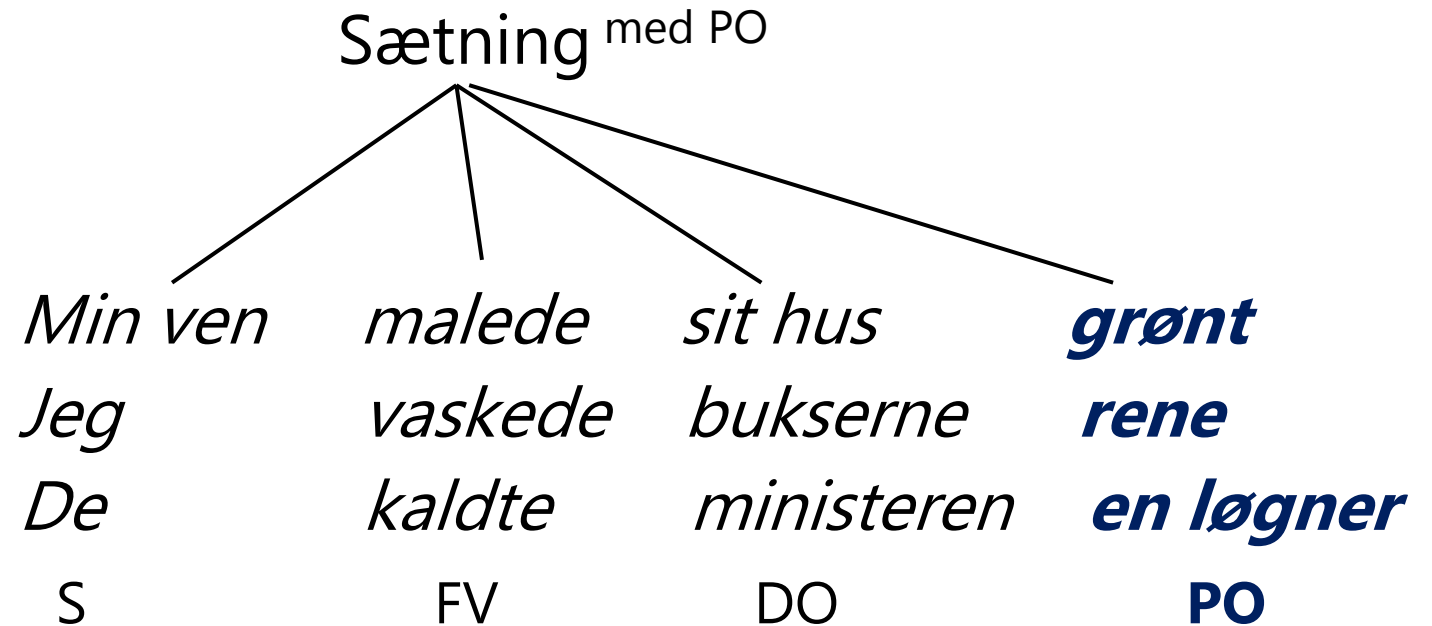 Sætning med PO
Min ven malede sit hus grønt
Jeg vaskede bukserne rene
De kaldte ministeren en løgner
S FV DO PO